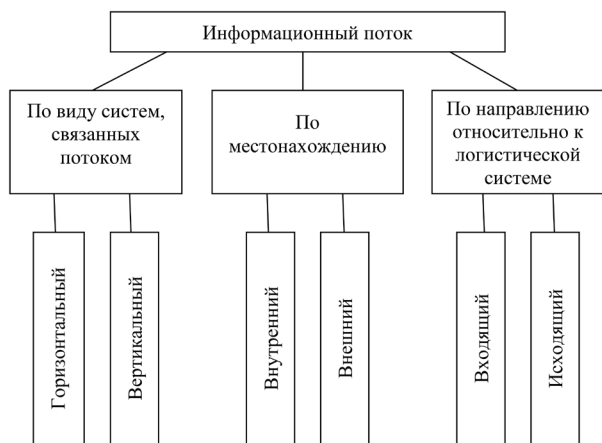 Информационный поток
По виду систем,
связанных
потоком
По
местонахождению
По направлению
относительно к
логистической
системе
Горизонтальный
Вертикальный
Внутренний
Внешний
Входящий
Исходящий